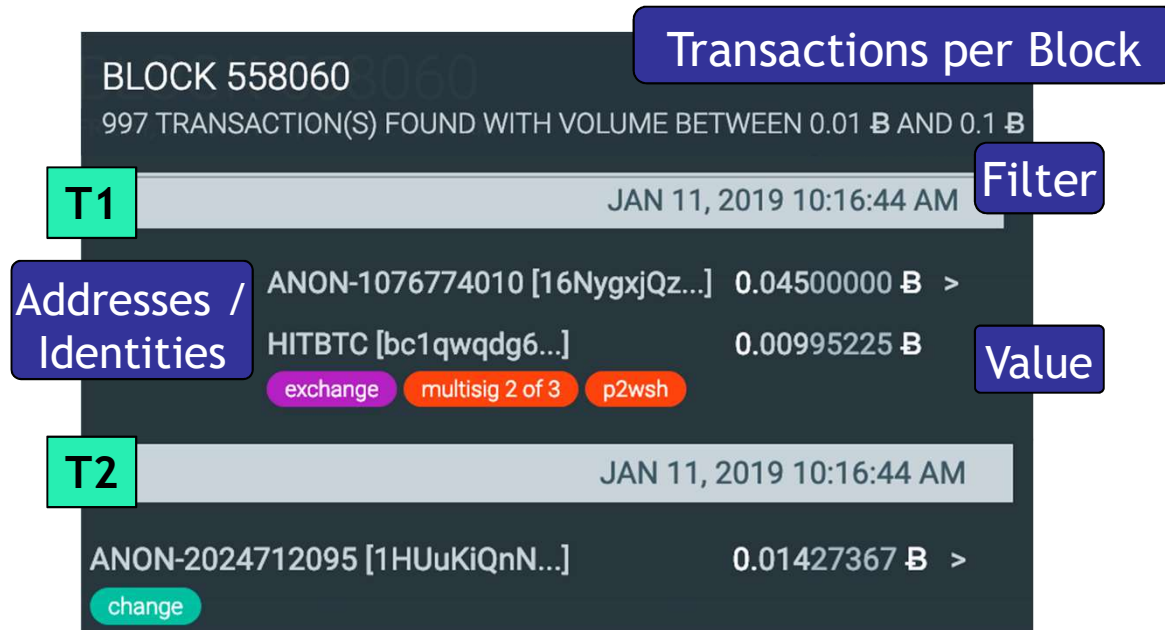 Transactions per Block
BLOCK 558060
997 TRANSACTION(S) FOUND WITH VOLUME BETWEEN 0.01 Ƀ AND 0.1 Ƀ
Filter
T1
JAN 11, 2019 10:16:44 AM
Addresses /
Identities
ANON-1076774010 [16NygxjQz...] 0.04500000 Ƀ >
HITBTC [bc1qwqdg6...] 0.00995225 Ƀ
Value
exchange multisig 2 of 3 p2wsh
T2
JAN 11, 2019 10:16:44 AM
ANON-2024712095 [1HUuKiQnN...] 0.01427367 Ƀ >
change